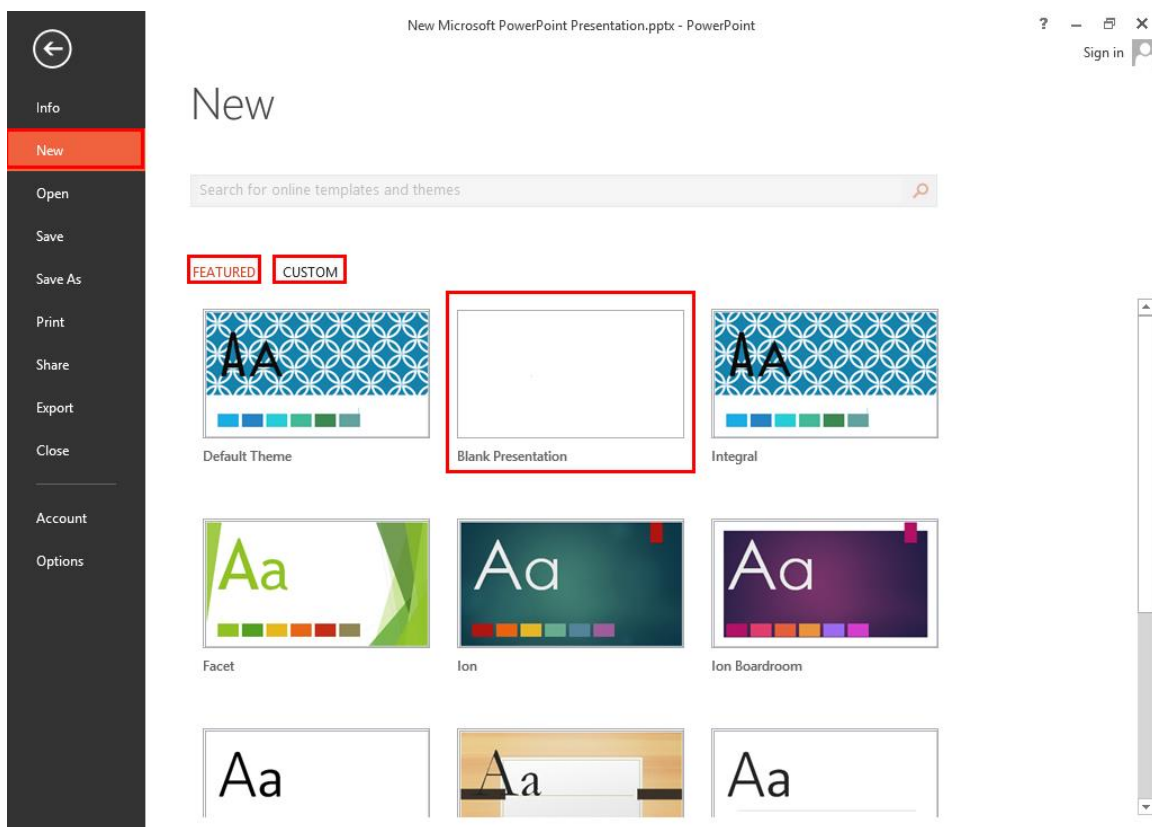 New Microsoft PowerPoint Presentation.pptx - PowerPoint
?
Sign in
Info
New
Open
Save
Save As
Print
Share
Export
Close
Account
Options
New
Search for online templates and themes
FEATURED CUSTOM
Aa Aa
Default Theme Blank Presentation Integral
Aa Aa Aa
Facet Ion Ion Boardroom
Aa Aa Aa